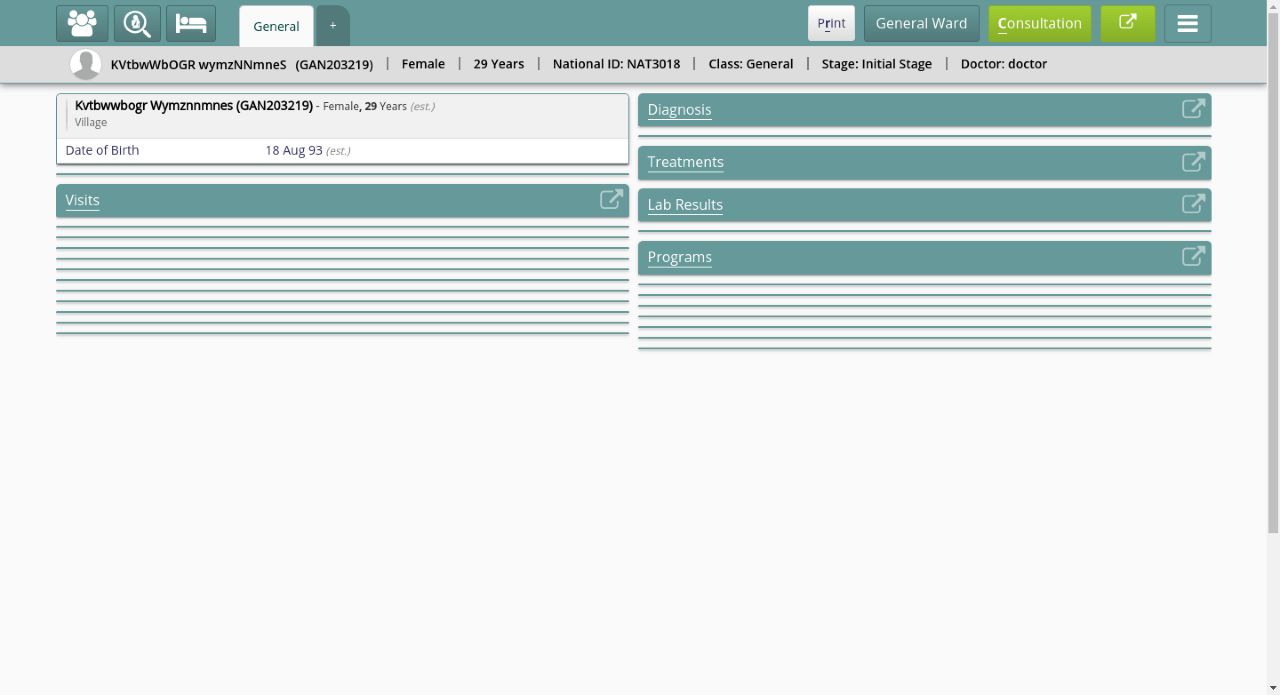 General
+
Print
General Ward
Consultation
KVtbwWbOGR wymzNNmneS (GAN203219) | Female | 29 Years | National ID: NAT3018 | Class: General | Stage: Initial Stage | Doctor: doctor
Kvtbwwbogr Wymznnmnes (GAN203219) - Female, 29 Years (est.)
Village
Date of Birth 18 Aug 93 (est.)
Visits
Diagnosis
Treatments
Lab Results
Programs